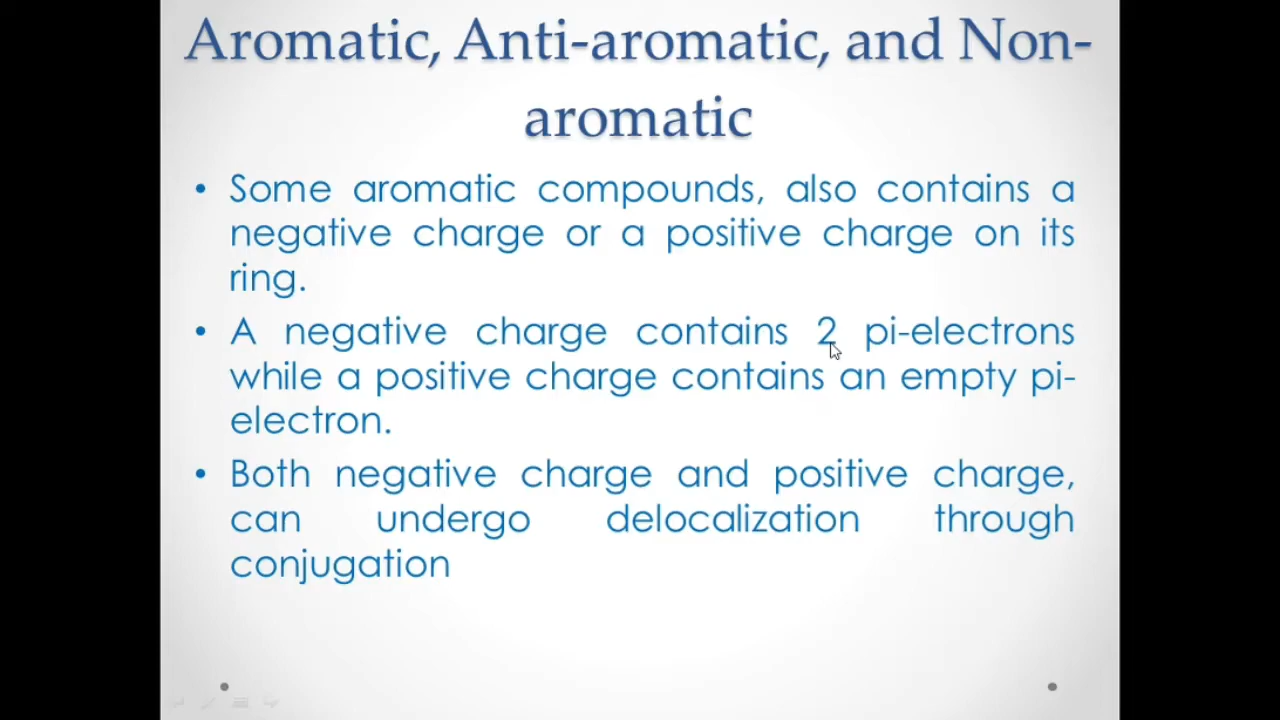 Aromatic, Anti-aromatic, and Non-
aromatic
• Some aromatic compounds, also contains a
negative charge or a positive charge on its
ring.
• A negative charge contains 2 pi-electrons
while a positive charge contains an empty pi-
electron.
• Both negative charge and positive charge,
can undergo delocalization through
conjugation